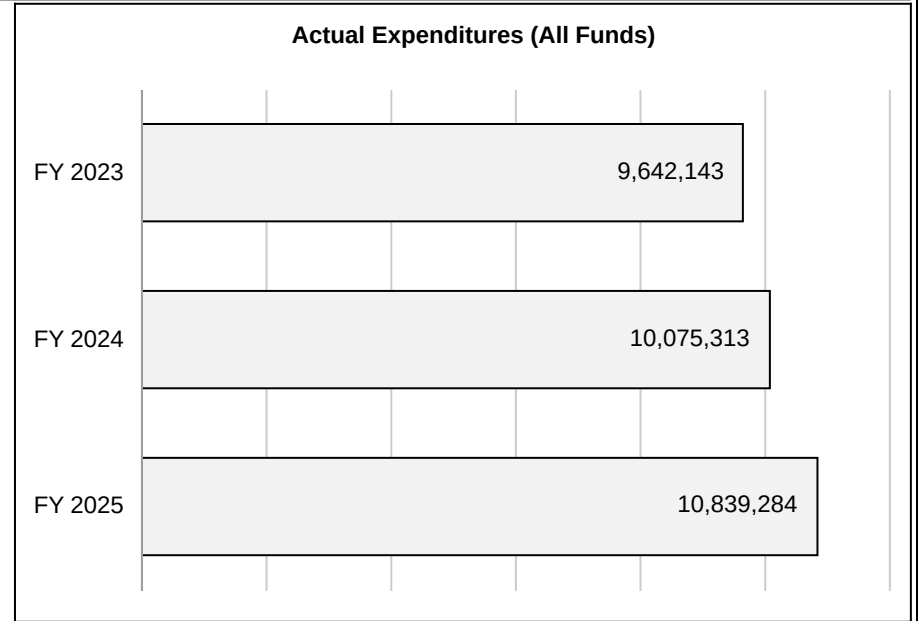 Actual Expenditures (All Funds)
FY 2023
9,642,143
FY 2024
10,075,313
FY 2025
10,839,284